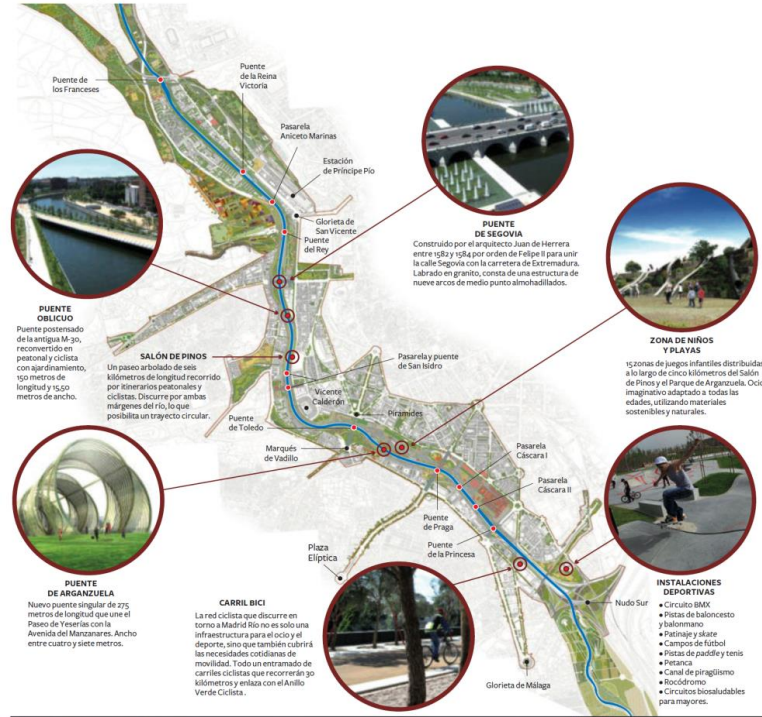 Puente de
los Franceses
Puente
de la Reina
Victoria
Pasarela
Aniceto Marinas
Estación
de Príncipe Pío
Glorieta de
San Vicente
Puente
del Rey
PUENTE
DE SEGOVIA
Construido por el arquitecto Juan de Herrera
entre 1582 y 1584 por orden de Felipe II para unir
la calle Segovia con la carretera de Extremadura.
Labrado en granito, consta de una estructura de
nueve arcos de medio punto almohadillados.
PUENTE
OBLICUO
Puente postensado
de la antigua M-30,
reconvertido en
peatonal y ciclista
con ajardinamiento,
150 metros de
longitud y 15,50
metros de ancho.
SALÓN DE PINOS
Un paseo arbolado de seis
kilómetros de longitud recorrido
por itinerarios peatonales y
ciclistas. Discurre por ambas
márgenes del río, lo que
posibilita un trayecto circular.
ZONA DE NIÑOS
Y PLAYAS
15 zonas de juegos infantiles distribuidas
a lo largo de cinco kilómetros del Salón
de Pinos y el Parque de Arganzuela. Ocio
imaginativo adaptado a todas las
edades, utilizando materiales
sostenibles y naturales.
Pasarela y puente
de San Isidro
Vicente
Calderón
Pirámides
Puente
de Toledo
Marqués
de Vadillo
Pasarela
Cáscara I
Pasarela
Cáscara II
Puente
de Praga
Puente
de la Princesa
Plaza
Elíptica
PUENTE
DE ARGANZUELA
Nuevo puente singular de 275
metros de longitud que une el
Paseo de Yeserías con la
Avenida del Manzanares. Ancho
entre cuatro y siete metros.
CARRIL BICI
La red ciclista que discurre en
torno a Madrid Río no es solo una
infraestructura para el ocio y el
deporte, sino que también cubrirá
las necesidades cotidianas de
movilidad. Todo un entramado de
carriles ciclistas que recorrerán 30
kilómetros y enlaza con el Anillo
Verde Ciclista.
Glorieta de Málaga
Nudo Sur
INSTALACIONES
DEPORTIVAS
• Circuito BMX
• Pistas de baloncesto
y balonmano
• Patinaje y skate
• Campos de fútbol
• Pistas de paddle y tenis
• Petanca
• Canal de piragüismo
• Rocódromo
• Circuitos biosaludables
para mayores.